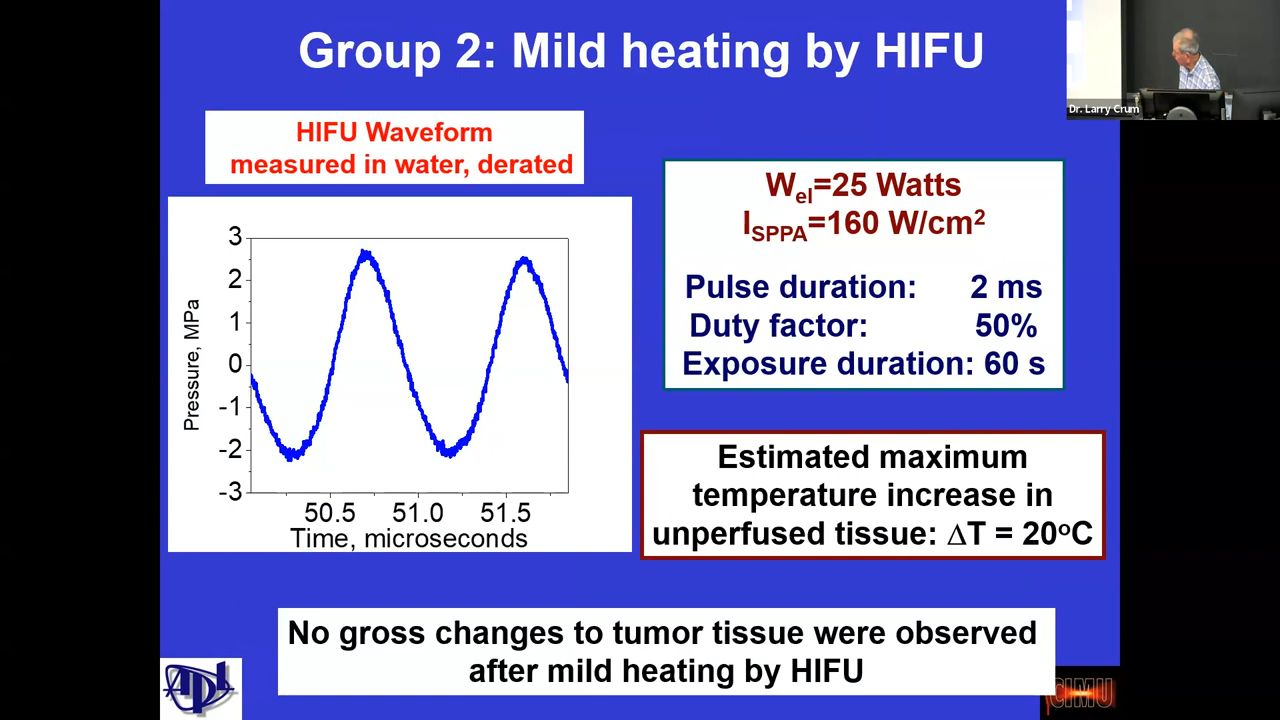 Group 2: Mild heating by HIFU
Dr. Larry Crum
HIFU Waveform
measured in water, derated
Wel=25 Watts
ISPPA=160 W/cm2
Pulse duration: 2 ms
Duty factor: 50%
Exposure duration: 60 s
3
2
1
0
-1
-2
-3
Pressure, MPa
50.5 51.0 51.5
Time, microseconds
Estimated maximum
temperature increase in
unperfused tissue: ΔT = 20oC
No gross changes to tumor tissue were observed
after mild heating by HIFU
APL
CIMU